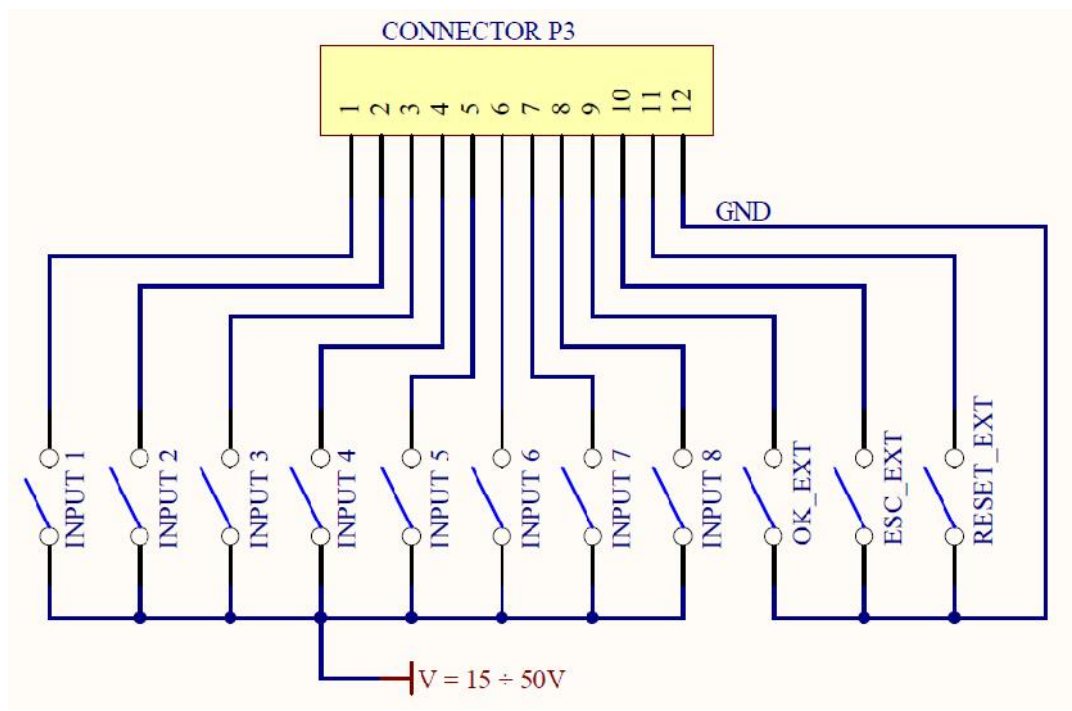 CONNECTOR P3
1
2
3
4
5
6
7
8
9
10
11
12
GND
INPUT 1
INPUT 2
INPUT 3
INPUT 4
INPUT 5
INPUT 6
INPUT 7
INPUT 8
OK_EXT
ESC_EXT
RESET_EXT
V = 15 ÷ 50V